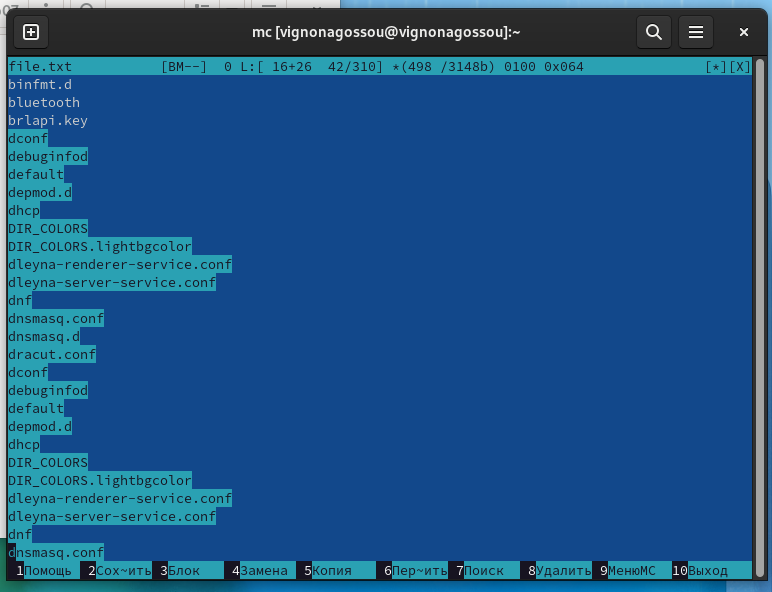 mc [vignonagossou@vignonagossou]:~
file.txt [BM--] 0 L:[ 16+26 42/310] *(498 /3148b) 0100 0x064 [*][X]
binfmt.d
bluetooth
brlapi.key
dconf
debuginfod
default
depmod.d
dhcp
DIR_COLORS
DIR_COLORS.lightbgcolor
dleyna-renderer-service.conf
dleyna-server-service.conf
dnf
dnsmasq.conf
dnsmasq.d
dracut.conf
dconf
debuginfod
default
depmod.d
dhcp
DIR_COLORS
DIR_COLORS.lightbgcolor
dleyna-renderer-service.conf
dleyna-server-service.conf
dnf
dnsmasq.conf
1Помощь 2Сох~ить 3Блок 4Замена 5Копия 6Пер~ить 7Поиск 8Удалить 9МенюMC 10Выход